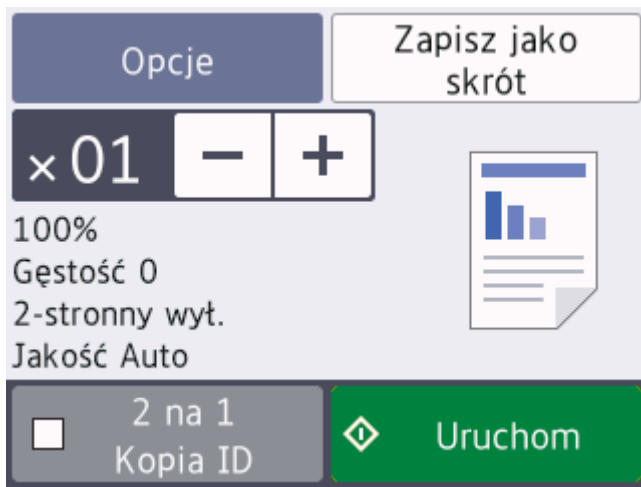 Opcje
Zapisz jako
skrót
× 01
− +
100%
Gęstość 0
2-stronny wył.
Jakość Auto
2 na 1
Kopia ID
Uruchom